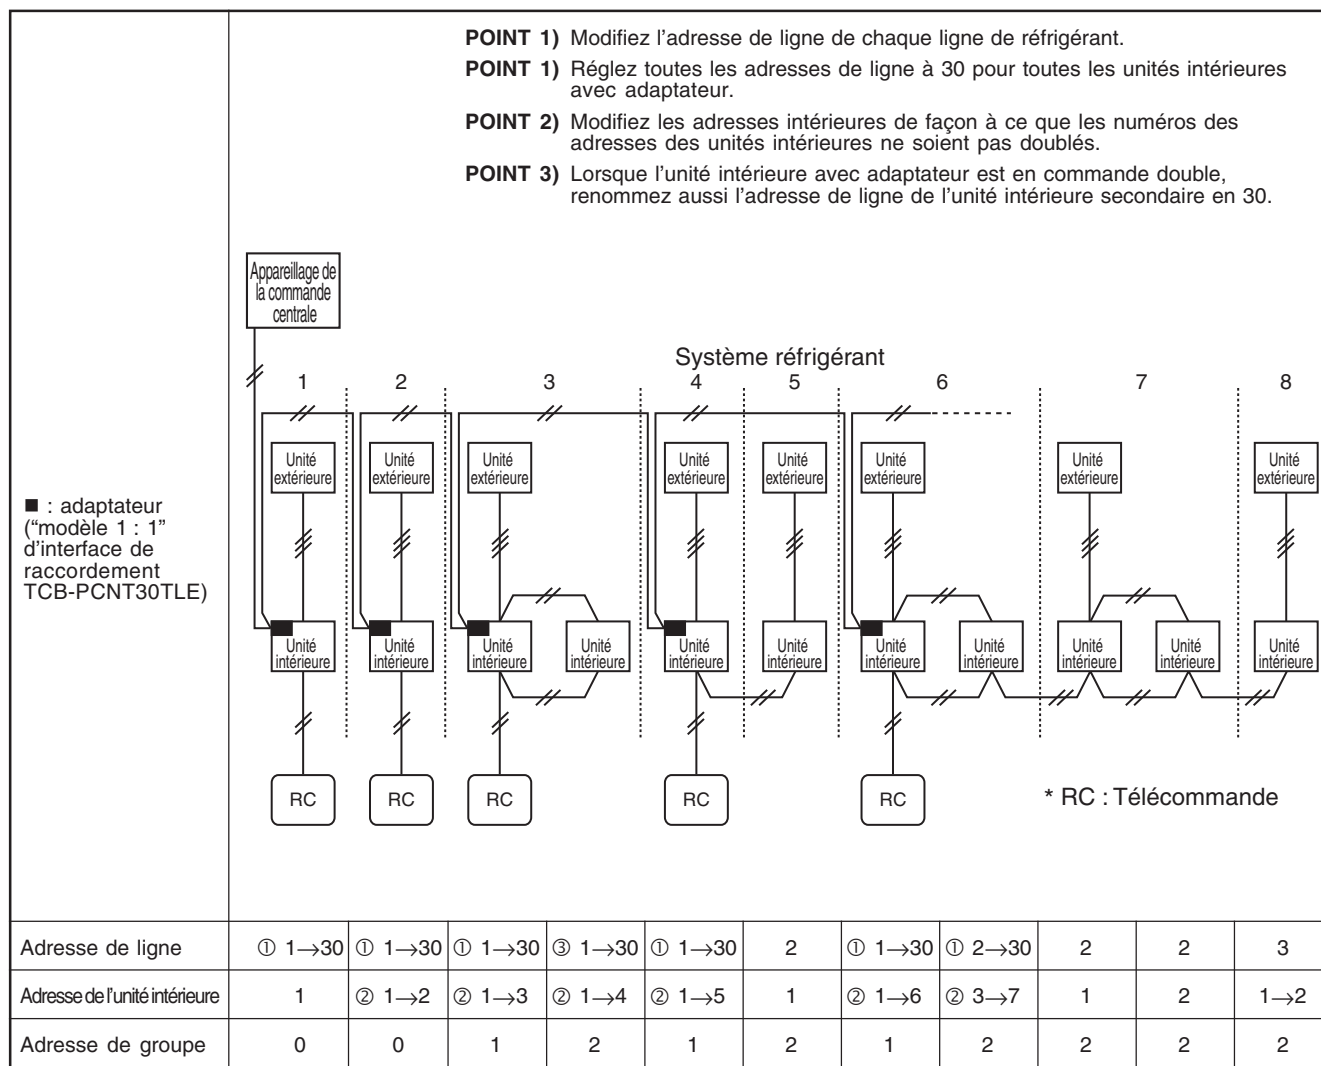 POINT 1) Modifiez l'adresse de ligne de chaque ligne de réfrigérant.
POINT 1) Réglez toutes les adresses de ligne à 30 pour toutes les unités intérieures
avec adaptateur.
POINT 2) Modifiez les adresses intérieures de façon à ce que les numéros des
adresses des unités intérieures ne soient pas doublés.
POINT 3) Lorsque l'unité intérieure avec adaptateur est en commande double,
renommez aussi l'adresse de ligne de l'unité intérieure secondaire en 30.
Appareillage de
la commande
centrale
Système réfrigérant
1 2 3 4 5 6 7 8
Unité extérieure
Unité extérieure
Unité extérieure
Unité extérieure
Unité extérieure
Unité extérieure
Unité extérieure
Unité extérieure
■ : adaptateur
("modèle 1 : 1"
d'interface de
raccordement
TCB-PCNT30TLE)
Unité intérieure
Unité intérieure
Unité intérieure
Unité intérieure
Unité intérieure
Unité intérieure
Unité intérieure
Unité intérieure
Unité intérieure
Unité intérieure
Unité intérieure
RC RC RC RC RC
* RC : Télécommande
Adresse de ligne ① 1→30 ① 1→30 ① 1→30 ③ 1→30 ① 1→30 2 ① 1→30 ① 2→30 2 2 3
Adresse de l'unité intérieure 1 ② 1→2 ② 1→3 ② 1→4 ② 1→5 1 ② 1→6 ② 3→7 1 2 1→2
Adresse de groupe 0 0 1 2 1 2 1 2 2 2 2